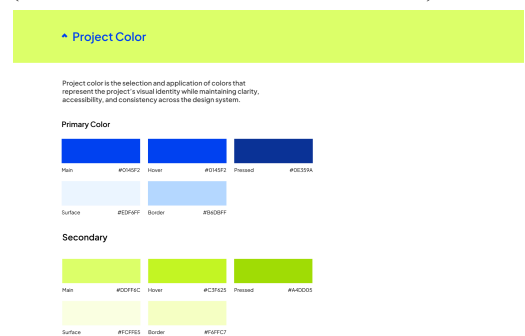 Project Color
Project color is the selection and application of colors that
represent the project's visual identity while maintaining clarity,
accessibility, and consistency across the design system.
Primary Color
Main #0145F2 Hover #0145F2 Pressed #0E359A
Surface #EDF6FF Border #B6DBFF
Secondary
Main #DDFF6C Hover #C3F625 Pressed #A4DD05
Surface #FCFFE5 Border #F6FFC7